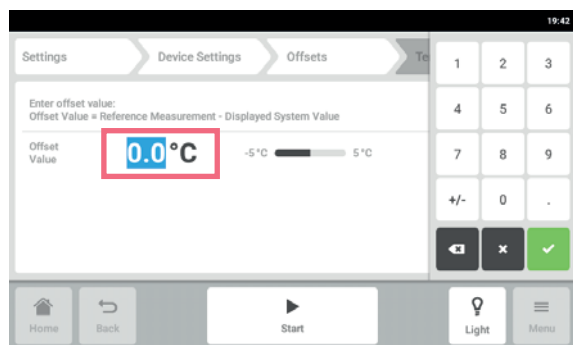 19:42
Settings
Device Settings
Offsets
Te
Enter offset value:
Offset Value = Reference Measurement - Displayed System Value
Offset
Value
0.0 °C
-5 °C
5 °C
1 2 3
4 5 6
7 8 9
+/- 0 .
Home
Back
Start
Light
Menu